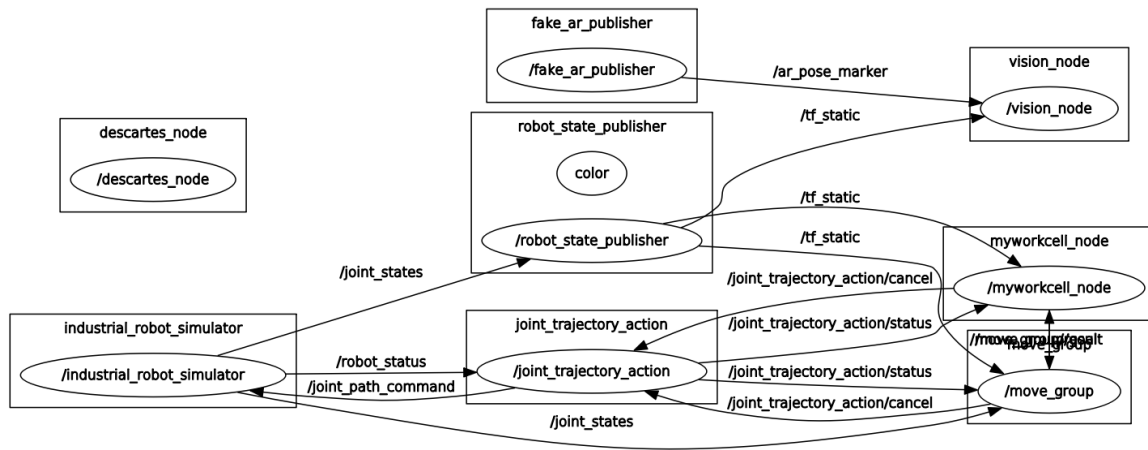 fake_ar_publisher
/fake_ar_publisher
/ar_pose_marker
vision_node
/vision_node
/tf_static
descartes_node
/descartes_node
robot_state_publisher
color
/robot_state_publisher
/tf_static
/tf_static
myworkcell_node
/myworkcell_node
/joint_states
/joint_trajectory_action/cancel
industrial_robot_simulator
/industrial_robot_simulator
/robot_status
/joint_path_command
joint_trajectory_action
/joint_trajectory_action
/joint_trajectory_action/status
/joint_trajectory_action/status
/joint_trajectory_action/cancel
move_group
/move_group
/joint_states